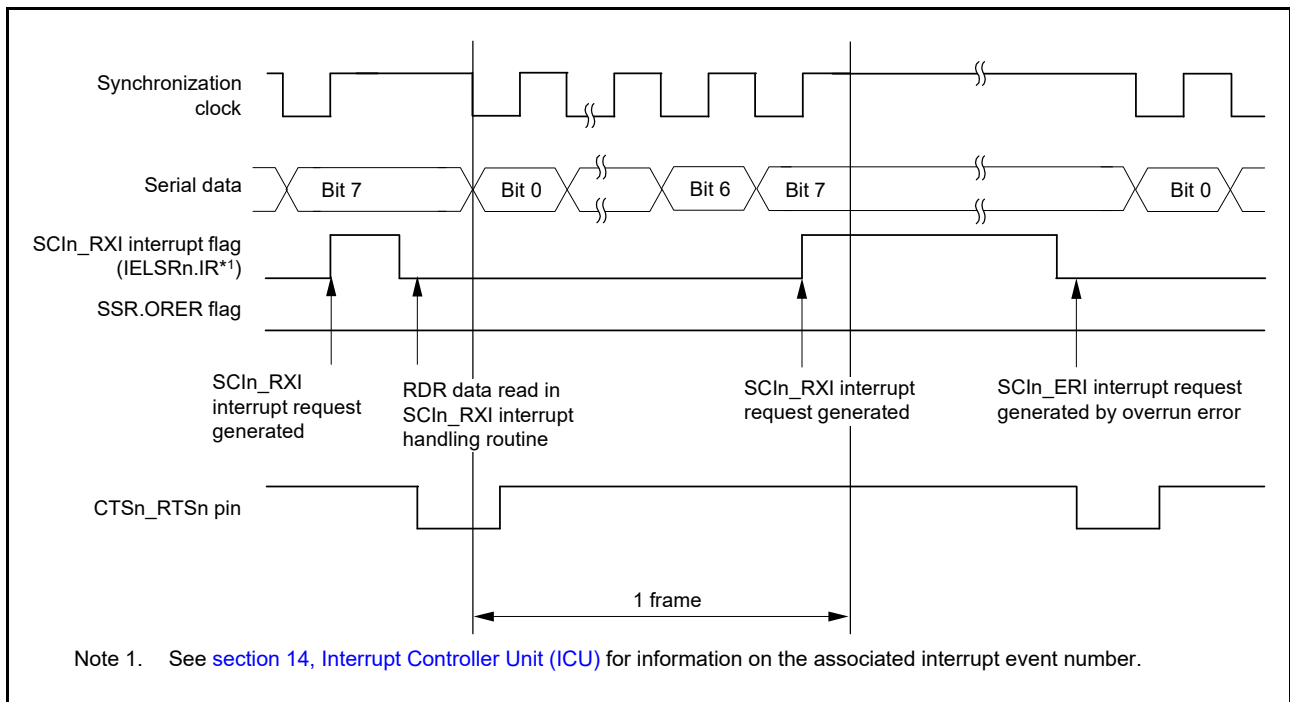 Synchronization
clock
Serial data
Bit 7
Bit 0
Bit 6
Bit 7
Bit 0
SCIn_RXI interrupt flag
(IELSRn.IR*1)
SSR.ORER flag
SCIn_RXI
interrupt request
generated
RDR data read in
SCIn_RXI interrupt
handling routine
SCIn_RXI interrupt
request generated
SCIn_ERI interrupt request
generated by overrun error
CTSn_RTSn pin
1 frame
Note 1. See section 14, Interrupt Controller Unit (ICU) for information on the associated interrupt event number.